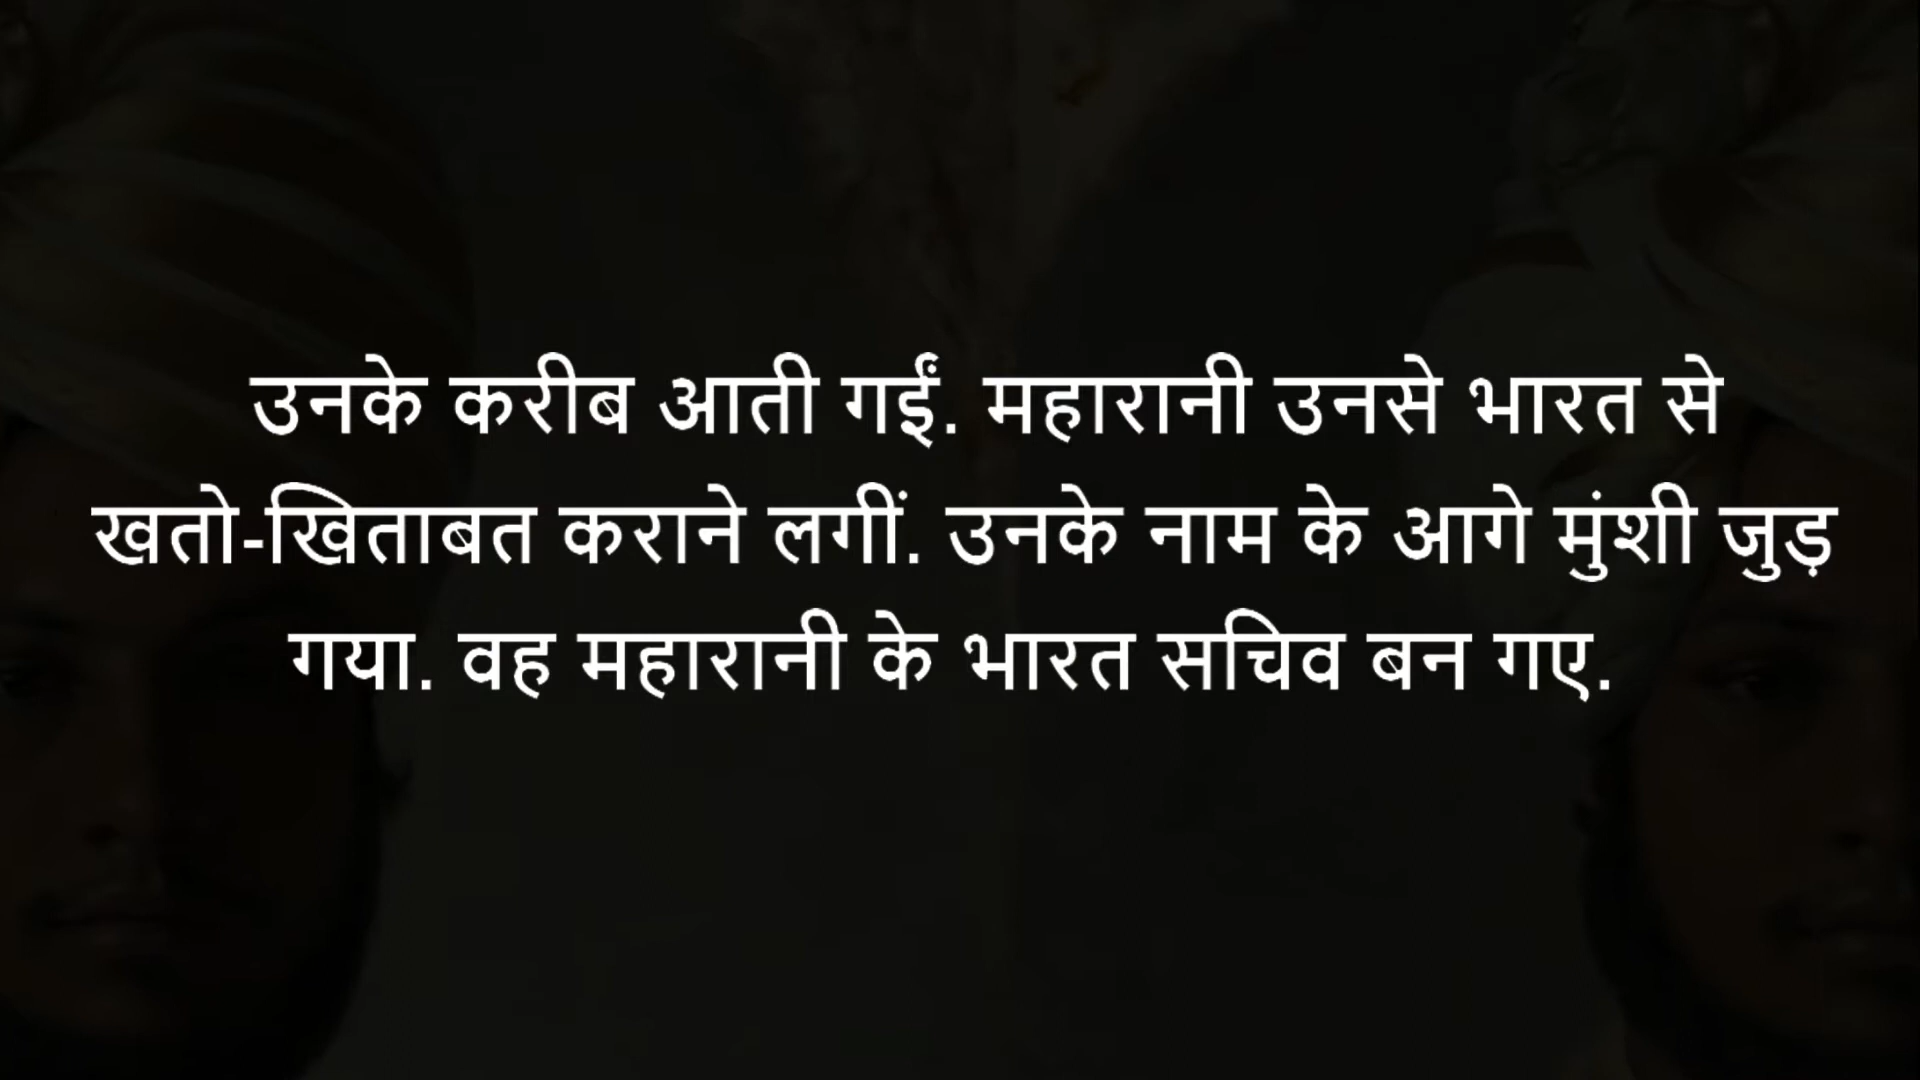 उनके करीब आती गईं. महारानी उनसे भारत से
खतो-खिताबत कराने लगीं. उनके नाम के आगे मुंशी जुड़
गया. वह महारानी के भारत सचिव बन गए.